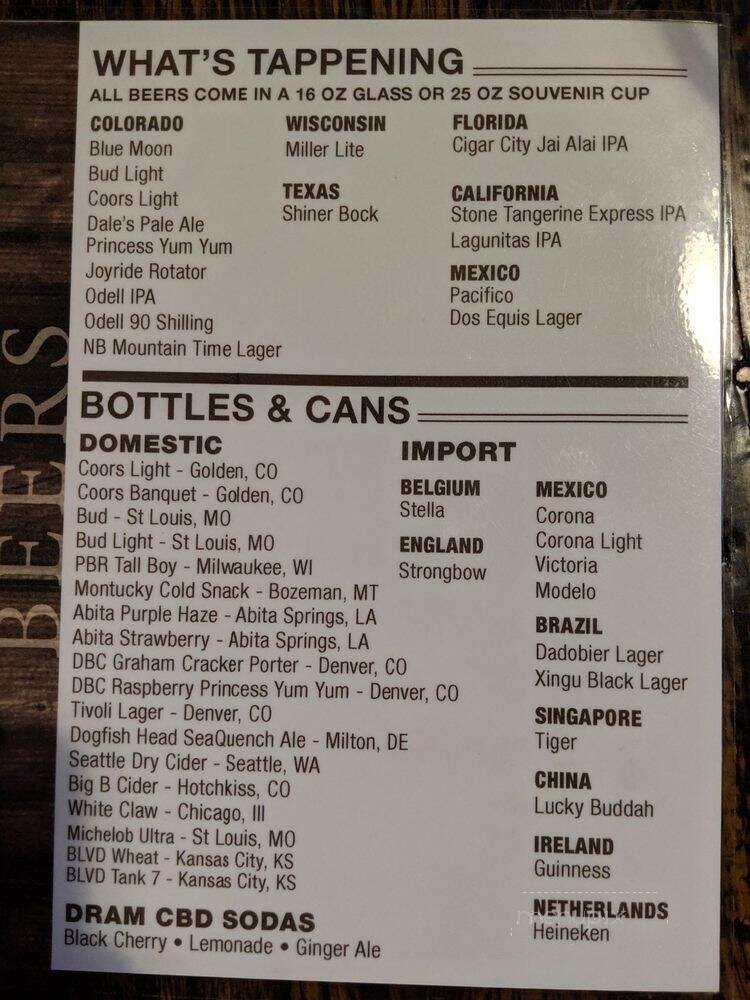 BEERS
WHAT'S TAPPENING
ALL BEERS COME IN A 16 OZ GLASS OR 25 OZ SOUVENIR CUP
COLORADO
Blue Moon
Bud Light
Coors Light
Dale's Pale Ale
Princess Yum Yum
Joyride Rotator
Odell IPA
Odell 90 Shilling
NB Mountain Time Lager
WISCONSIN
Miller Lite
TEXAS
Shiner Bock
FLORIDA
Cigar City Jai Alai IPA
CALIFORNIA
Stone Tangerine Express IPA
Lagunitas IPA
MEXICO
Pacifico
Dos Equis Lager
BOTTLES & CANS
DOMESTIC
Coors Light - Golden, CO
Coors Banquet - Golden, CO
Bud - St Louis, MO
Bud Light - St Louis, MO
PBR Tall Boy - Milwaukee, WI
Montucky Cold Snack - Bozeman, MT
Abita Purple Haze - Abita Springs, LA
Abita Strawberry - Abita Springs, LA
DBC Graham Cracker Porter - Denver, CO
DBC Raspberry Princess Yum Yum - Denver, CO
Tivoli Lager - Denver, CO
Dogfish Head SeaQuench Ale - Milton, DE
Seattle Dry Cider - Seattle, WA
Big B Cider - Hotchkiss, CO
White Claw - Chicago, Ill
Michelob Ultra - St Louis, MO
BLVD Wheat - Kansas City, KS
BLVD Tank 7 - Kansas City, KS
DRAM CBD SODAS
Black Cherry • Lemonade • Ginger Ale
IMPORT
BELGIUM
Stella
ENGLAND
Strongbow
MEXICO
Corona
Corona Light
Victoria
Modelo
BRAZIL
Dadobier Lager
Xingu Black Lager
SINGAPORE
Tiger
CHINA
Lucky Buddah
IRELAND
Guinness
NETHERLANDS
Heineken